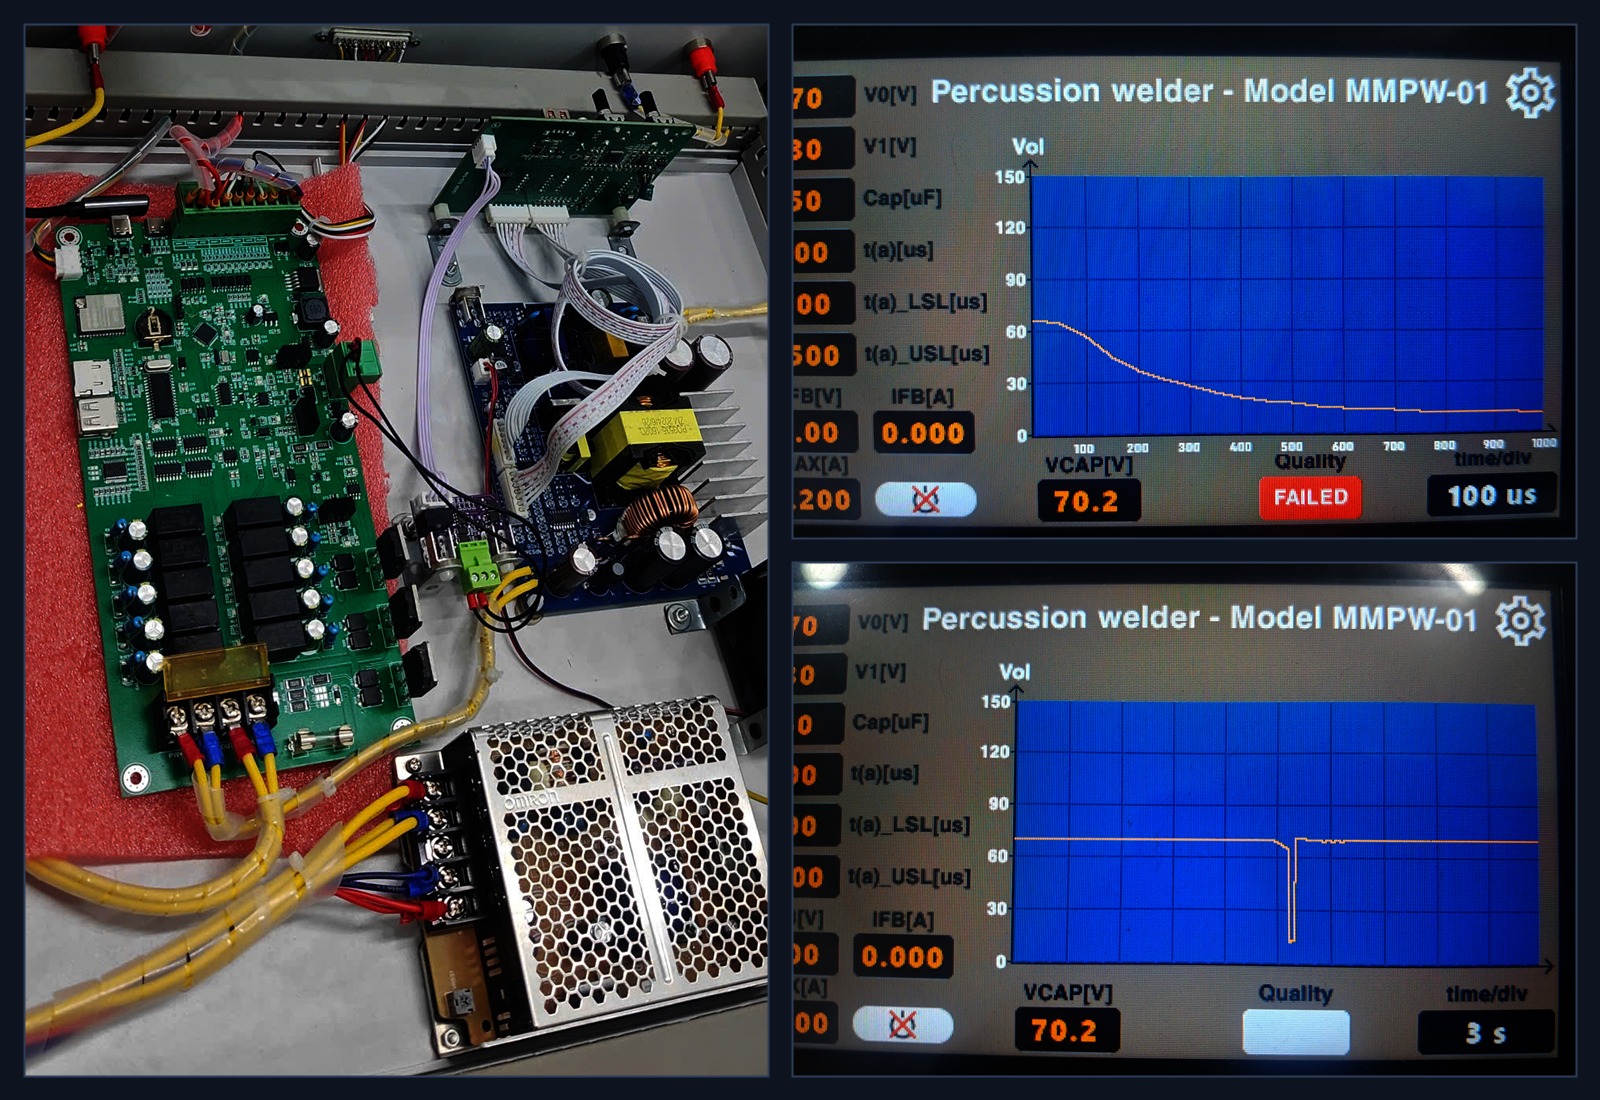 OMRON
Percussion welder - Model MMPW-01
70 V0[V]
30 V1[V]
50 Cap[uF]
00 t(a)[us]
00 t(a)_LSL[us]
500 t(a)_USL[us]
FB[V] IFB[A]
.00 0.000
AX[A]
.200
Vol
150
120
90
60
30
0
100 200 300 400 500 600 700 800 900 1000
VCAP[V] Quality time/div
70.2 FAILED 100 us
Percussion welder - Model MMPW-01
70 V0[V]
30 V1[V]
0 Cap[uF]
00 t(a)[us]
00 t(a)_LSL[us]
00 t(a)_USL[us]
[V] IFB[A]
00 0.000
X[A]
00
Vol
150
120
90
60
30
0
VCAP[V] Quality time/div
70.2 3 s